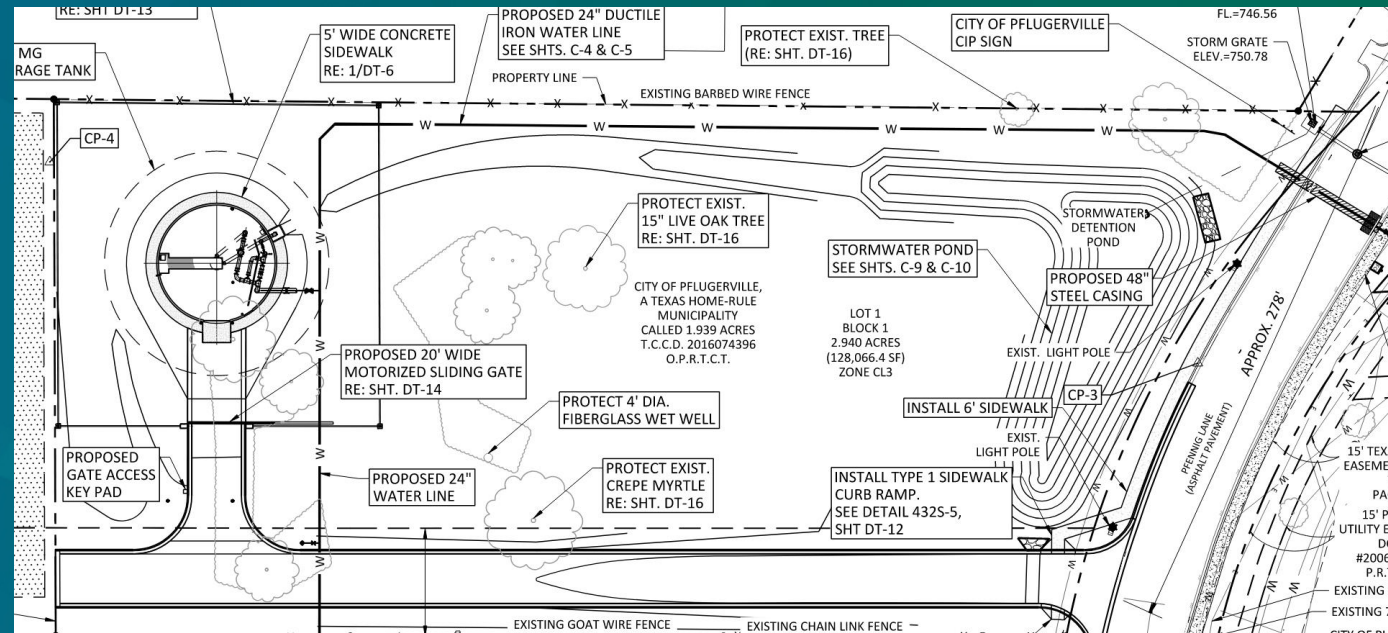 RE: SHT DT-13
5' WIDE CONCRETE
SIDEWALK
RE: 1/DT-6
PROPOSED 24" DUCTILE
IRON WATER LINE
SEE SHTS. C-4 & C-5
PROTECT EXIST. TREE
(RE: SHT. DT-16)
CITY OF PFLUGERVILLE
CIP SIGN
FL.=746.56
STORM GRATE
ELEV.=750.78
MG
RAGE TANK
PROPERTY LINE
EXISTING BARBED WIRE FENCE
CP-4
PROTECT EXIST.
15" LIVE OAK TREE
RE: SHT. DT-16
STORMWATER
DETENTION
POND
STORMWATER POND
SEE SHTS. C-9 & C-10
PROPOSED 48"
STEEL CASING
CITY OF PFLUGERVILLE,
A TEXAS HOME-RULE
MUNICIPALITY
CALLED 1.939 ACRES
T.C.C.D. 2016074396
O.P.R.T.C.T.
LOT 1
BLOCK 1
2.940 ACRES
(128,066.4 SF)
ZONE CL3
APPROX. 278'
PROPOSED 20' WIDE
MOTORIZED SLIDING GATE
RE: SHT. DT-14
EXIST. LIGHT POLE
CP-3
PROTECT 4' DIA.
FIBERGLASS WET WELL
INSTALL 6' SIDEWALK
EXIST.
LIGHT POLE
PFENNIG LANE
(ASPHALT PAVEMENT)
PROPOSED
GATE ACCESS
KEY PAD
PROPOSED 24"
WATER LINE
PROTECT EXIST.
CREPE MYRTLE
RE: SHT. DT-16
INSTALL TYPE 1 SIDEWALK
CURB RAMP.
SEE DETAIL 432S-5,
SHT DT-12
15' TEX
EASEME
PA
15' P
UTILITY E
DO
#2006
P.R.
EXISTING
EXISTING
EXISTING GOAT WIRE FENCE
EXISTING CHAIN LINK FENCE